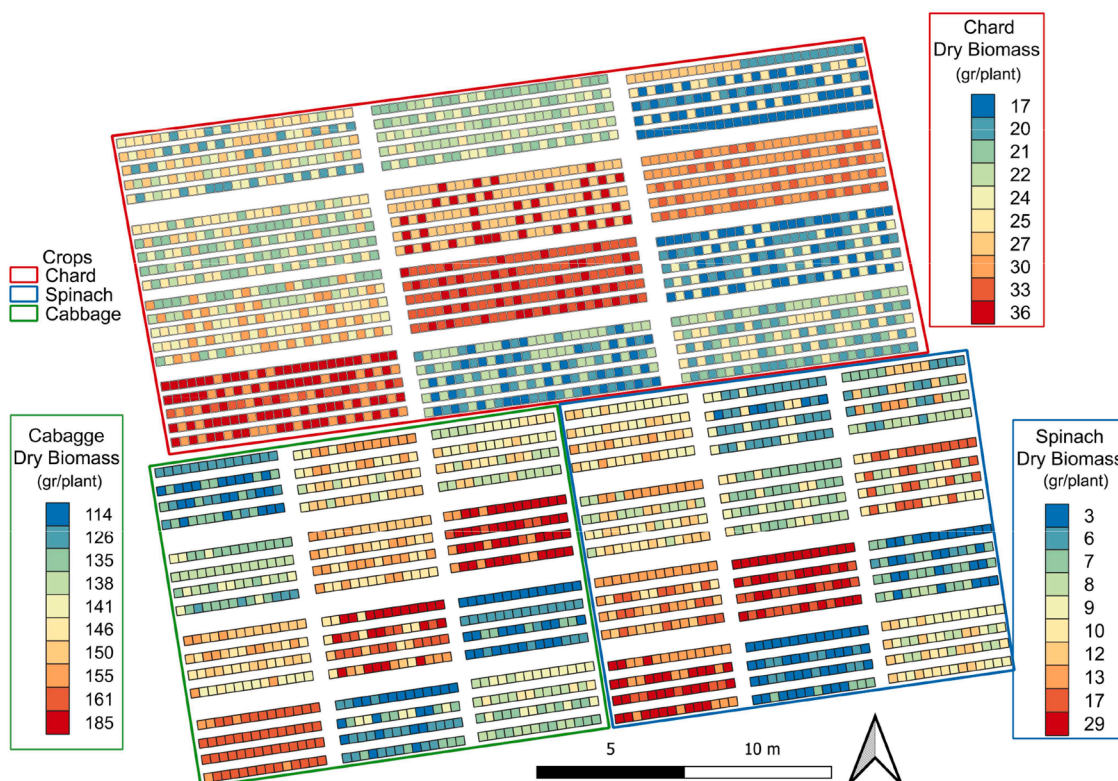 Chard
Dry Biomass
(gr/plant)
17
20
21
22
24
25
27
30
33
36
Crops
Chard
Spinach
Cabbage
Cabagge
Dry Biomass
(gr/plant)
114
126
135
138
141
146
150
155
161
185
Spinach
Dry Biomass
(gr/plant)
3
6
7
8
9
10
12
13
17
29
5 10 m